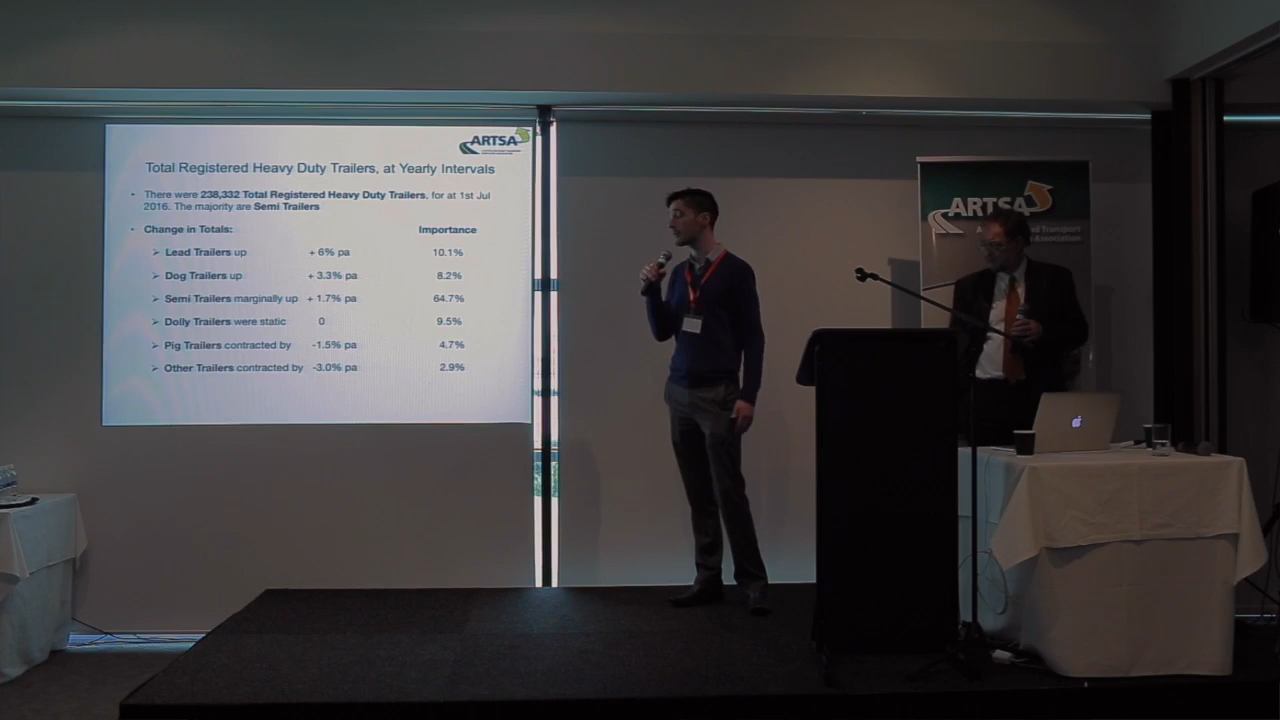 ARTSA
Total Registered Heavy Duty Trailers, at Yearly Intervals
• There were 238,332 Total Registered Heavy Duty Trailers, for at 1st Jul
2016. The majority are Semi Trailers
• Change in Totals: Importance
➢ Lead Trailers up + 6% pa 10.1%
➢ Dog Trailers up + 3.3% pa 8.2%
➢ Semi Trailers marginally up + 1.7% pa 64.7%
➢ Dolly Trailers were static 0 9.5%
➢ Pig Trailers contracted by -1.5% pa 4.7%
➢ Other Trailers contracted by -3.0% pa 2.9%
ARTSA
Transport
Association